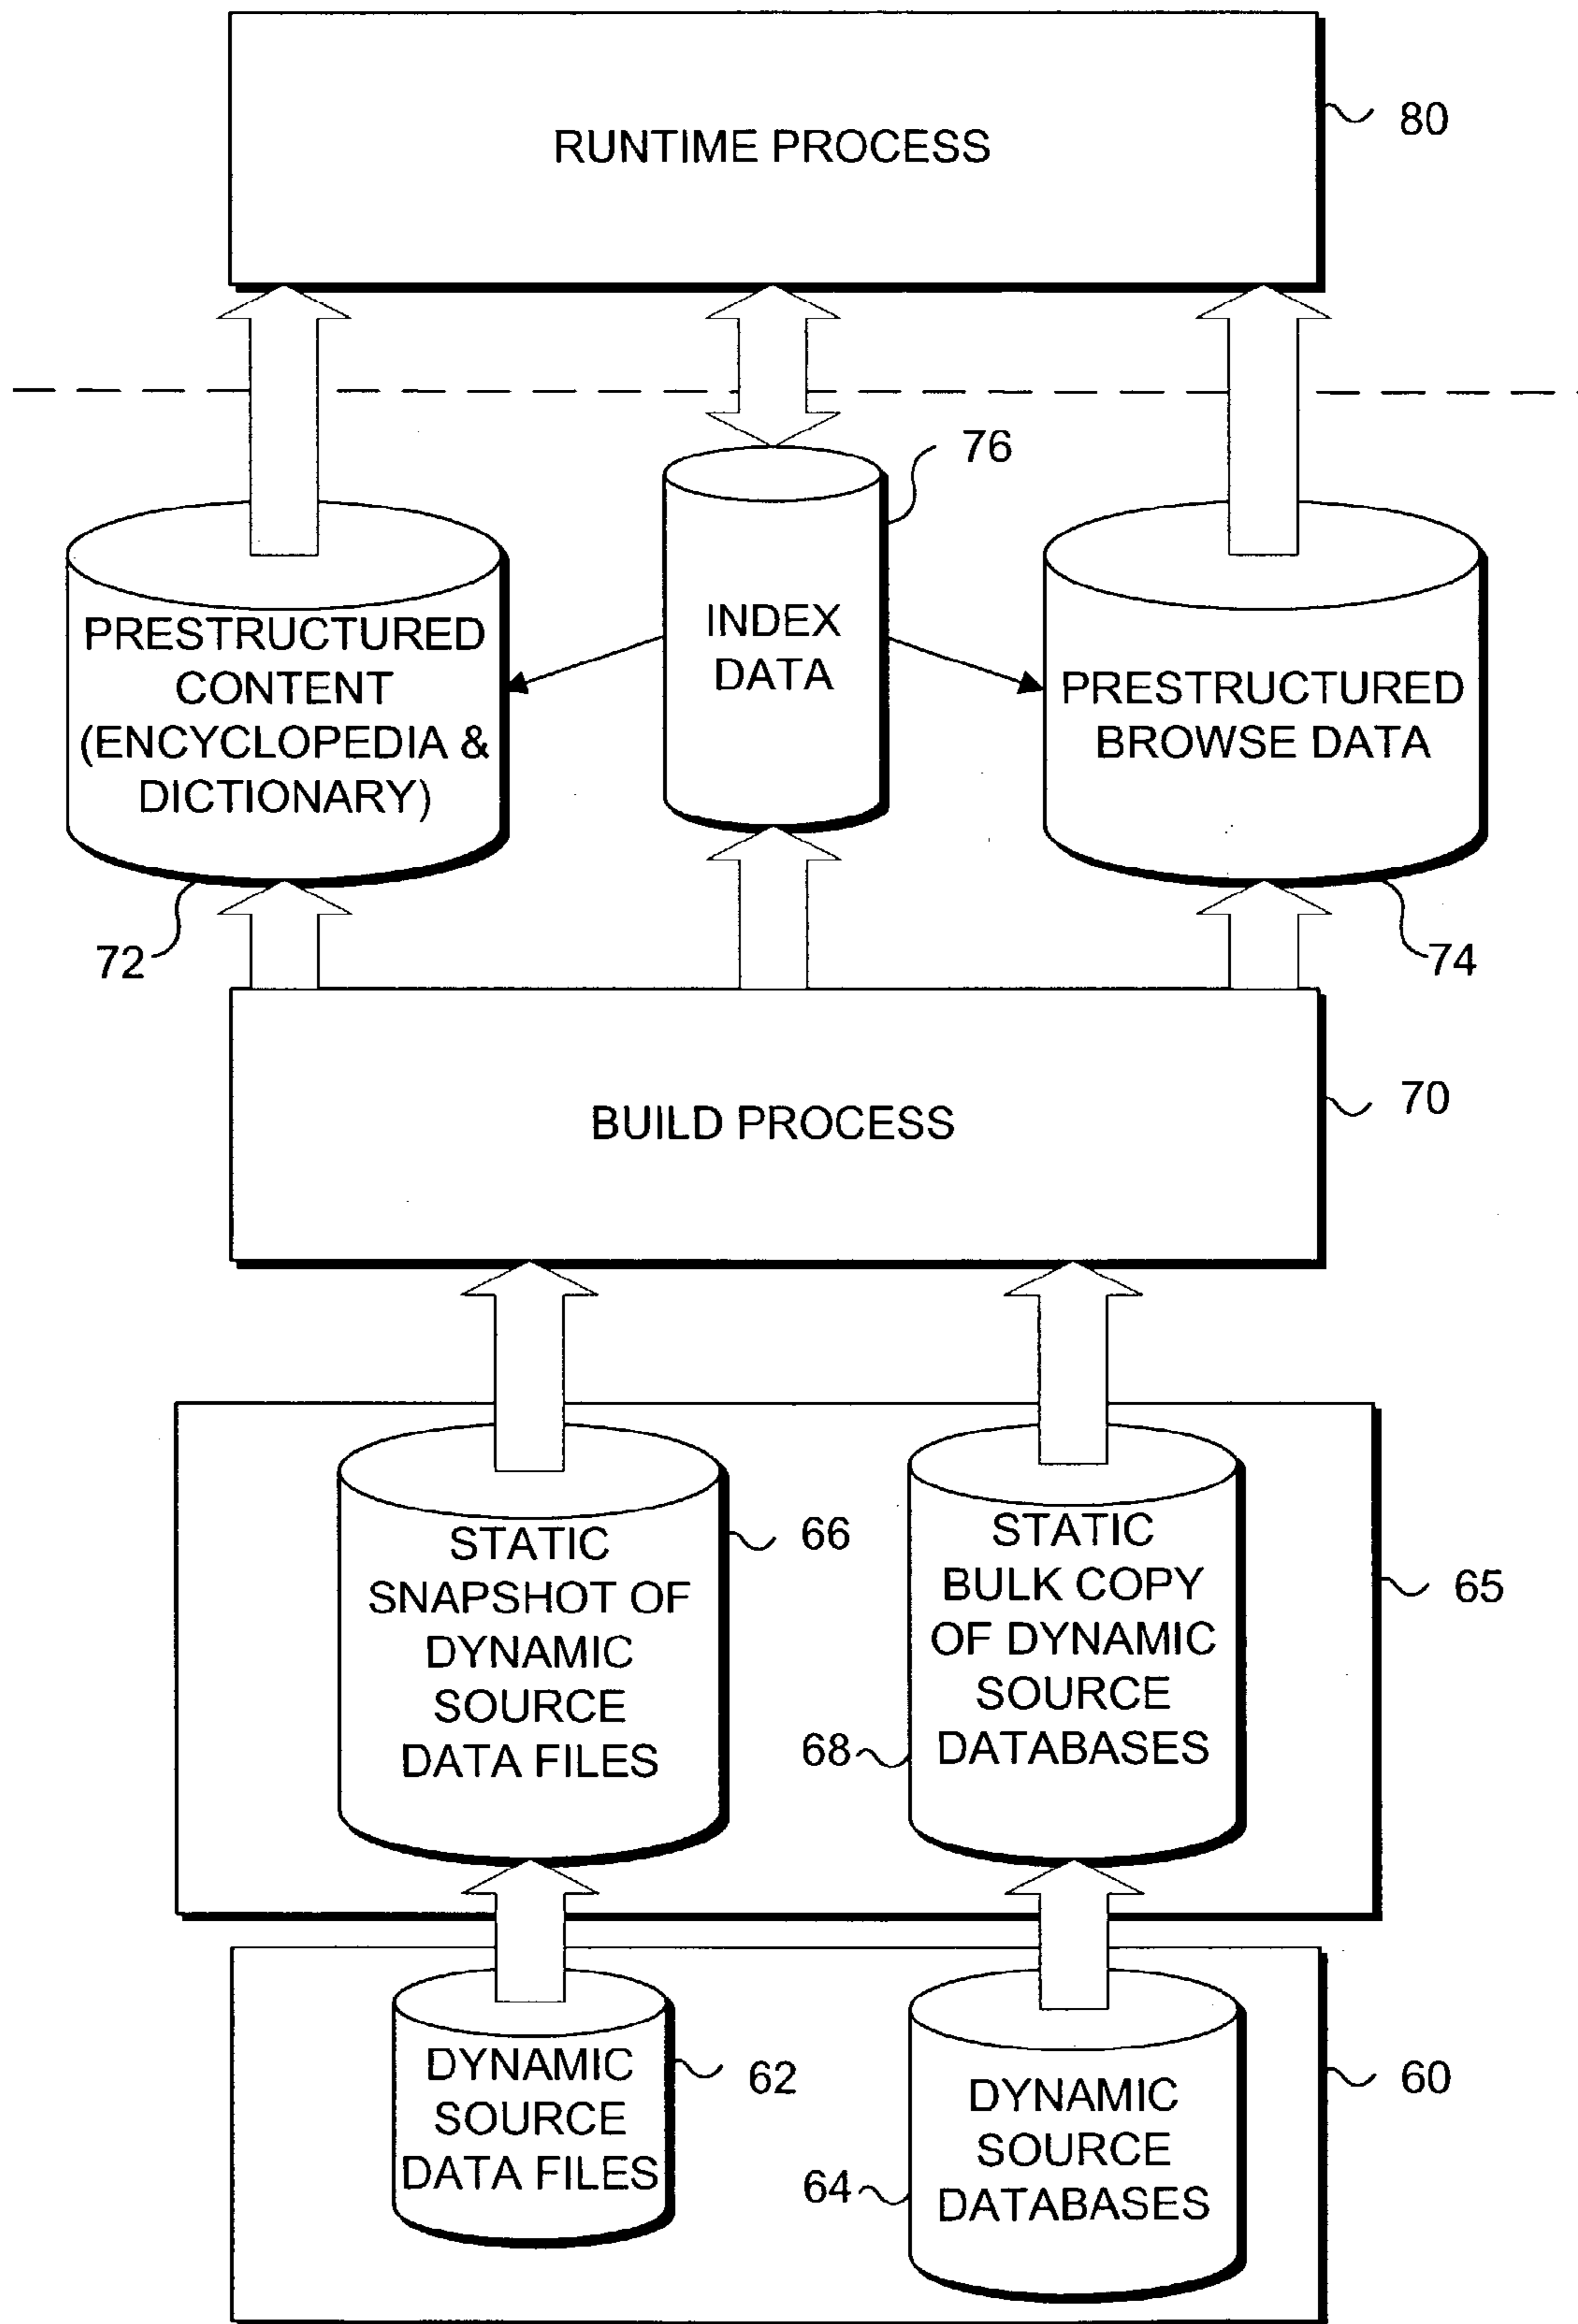 RUNTIME PROCESS
80
76
PRESTRUCTURED
CONTENT
(ENCYCLOPEDIA &
DICTIONARY)
INDEX
DATA
PRESTRUCTURED
BROWSE DATA
72
74
BUILD PROCESS
70
STATIC
SNAPSHOT OF
DYNAMIC
SOURCE
DATA FILES
66
STATIC
BULK COPY
OF DYNAMIC
SOURCE
DATABASES
68
65
DYNAMIC
SOURCE
DATA FILES
62
DYNAMIC
SOURCE
DATABASES
64
60